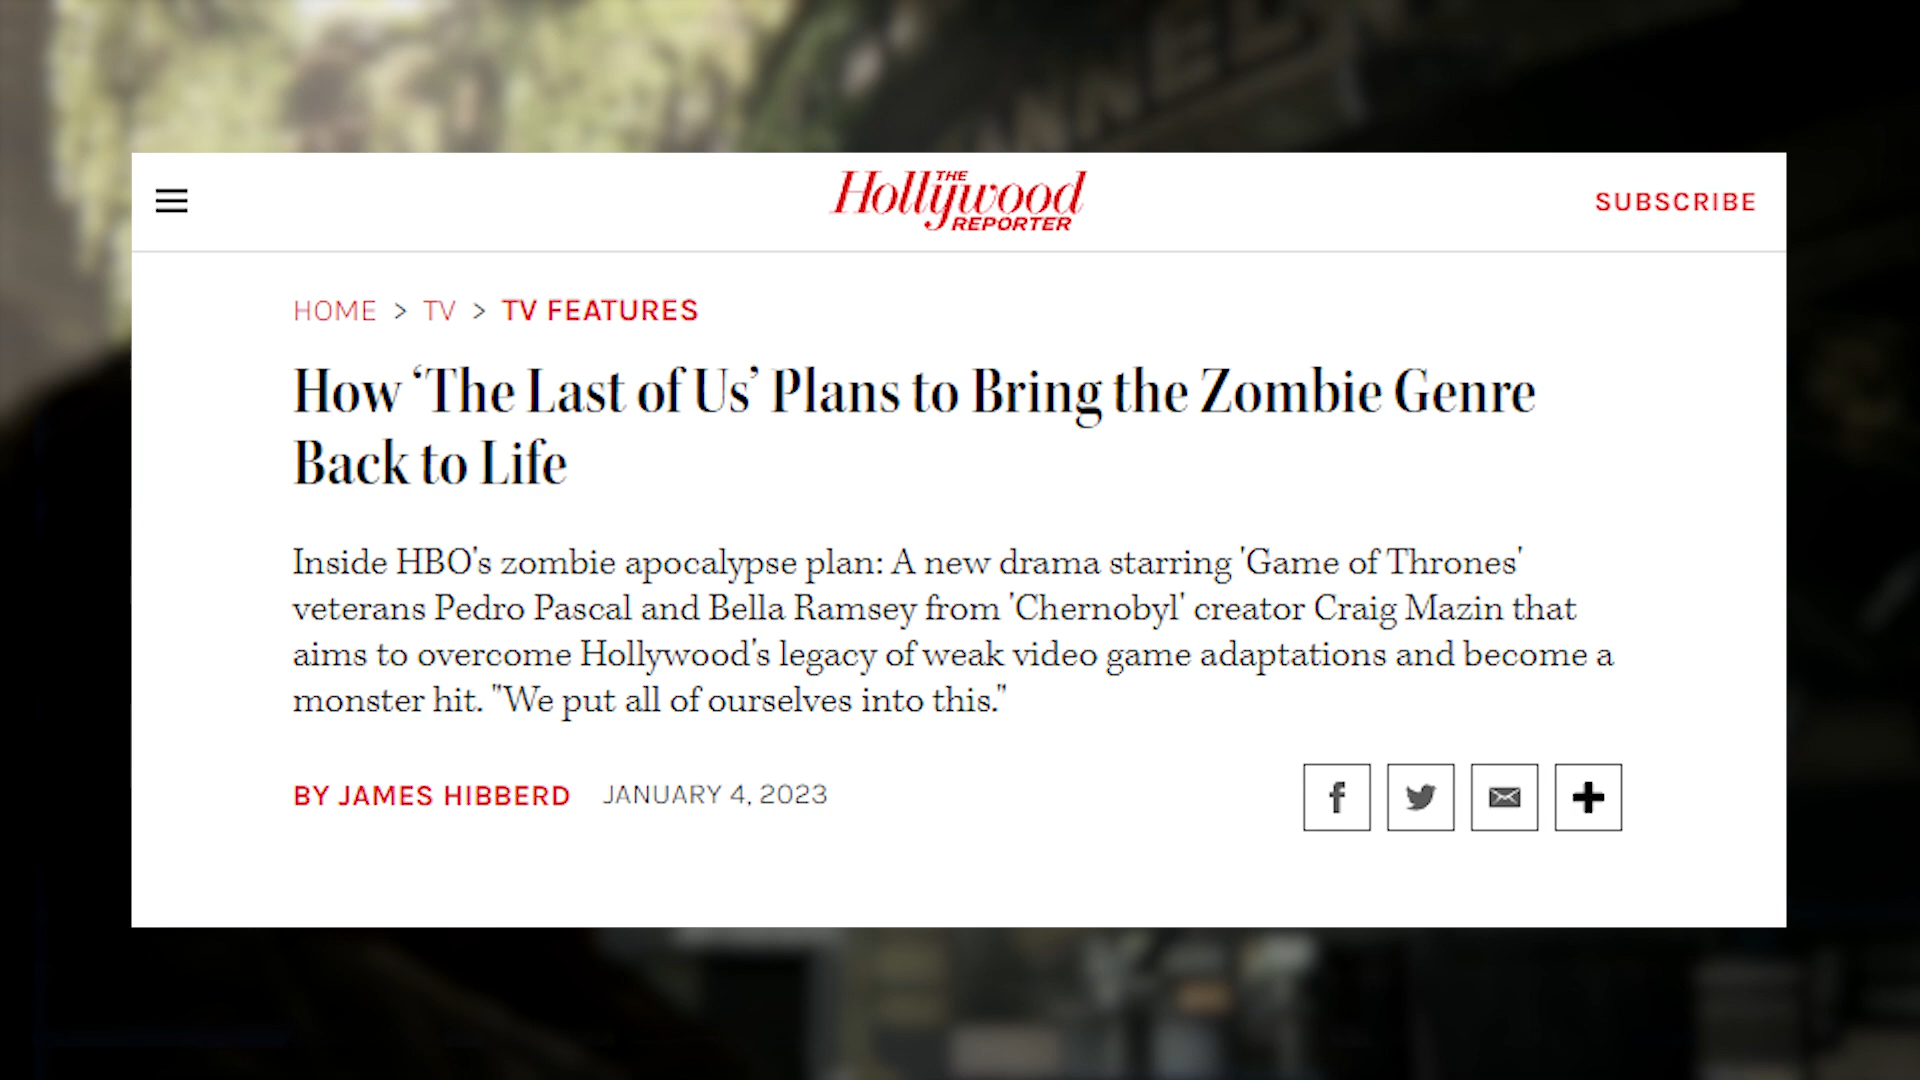 THE
Hollywood
REPORTER
SUBSCRIBE
HOME > TV > TV FEATURES
How ‘The Last of Us’ Plans to Bring the Zombie Genre
Back to Life
Inside HBO's zombie apocalypse plan: A new drama starring 'Game of Thrones'
veterans Pedro Pascal and Bella Ramsey from 'Chernobyl' creator Craig Mazin that
aims to overcome Hollywood's legacy of weak video game adaptations and become a
monster hit. "We put all of ourselves into this."
BY JAMES HIBBERD JANUARY 4, 2023